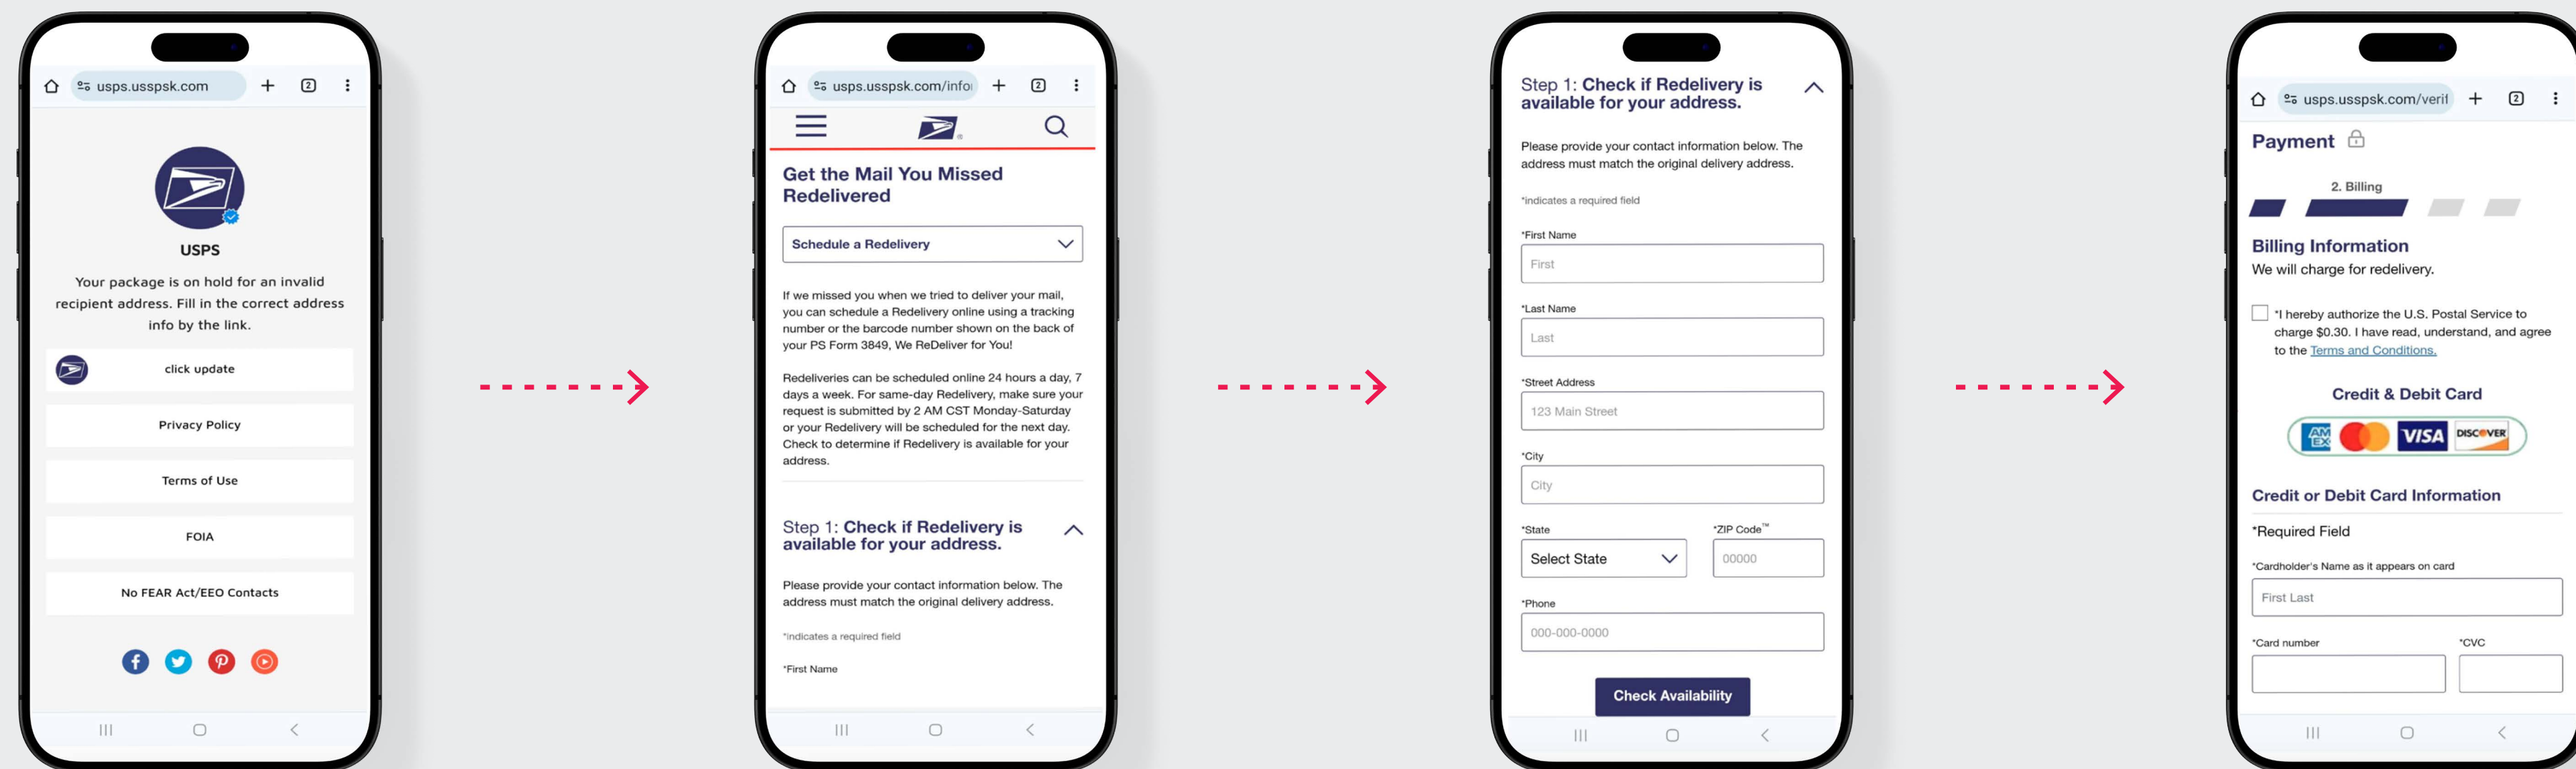 usps.usspsk.com
2
USPS
Your package is on hold for an invalid
recipient address. Fill in the correct address
info by the link.
click update
Privacy Policy
Terms of Use
FOIA
No FEAR Act/EEO Contacts
usps.usspsk.com/info
2
Get the Mail You Missed
Redelivered
Schedule a Redelivery
If we missed you when we tried to deliver your mail,
you can schedule a Redelivery online using a tracking
number or the barcode number shown on the back of
your PS Form 3849, We ReDeliver for You!
Redeliveries can be scheduled online 24 hours a day, 7
days a week. For same-day Redelivery, make sure your
request is submitted by 2 AM CST Monday-Saturday
or your Redelivery will be scheduled for the next day.
Check to determine if Redelivery is available for your
address.
Step 1: Check if Redelivery is
available for your address.
Please provide your contact information below. The
address must match the original delivery address.
*indicates a required field
*First Name
Step 1: Check if Redelivery is
available for your address.
Please provide your contact information below. The
address must match the original delivery address.
*indicates a required field
*First Name
First
*Last Name
Last
*Street Address
123 Main Street
*City
City
*State *ZIP Code™
Select State 00000
*Phone
000-000-0000
Check Availability
usps.usspsk.com/verif
2
Payment
2. Billing
Billing Information
We will charge for redelivery.
*I hereby authorize the U.S. Postal Service to
charge $0.30. I have read, understand, and agree
to the Terms and Conditions.
Credit & Debit Card
AM EX VISA DISCOVER
Credit or Debit Card Information
*Required Field
*Cardholder's Name as it appears on card
First Last
*Card number *CVC